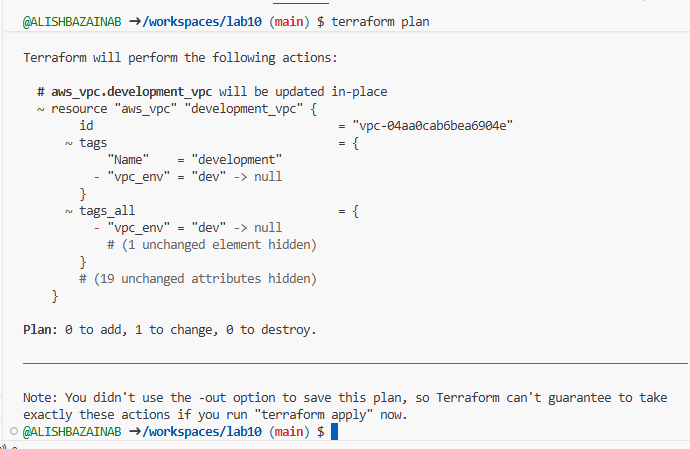 @ALISHBAZAINAB ➜/workspaces/lab10 (main) $ terraform plan
Terraform will perform the following actions:
# aws_vpc.development_vpc will be updated in-place
~ resource "aws_vpc" "development_vpc" {
id = "vpc-04aa0cab6bea6904e"
~ tags = {
"Name" = "development"
- "vpc_env" = "dev" -> null
}
~ tags_all = {
- "vpc_env" = "dev" -> null
# (1 unchanged element hidden)
}
# (19 unchanged attributes hidden)
}
Plan: 0 to add, 1 to change, 0 to destroy.
Note: You didn't use the -out option to save this plan, so Terraform can't guarantee to take
exactly these actions if you run "terraform apply" now.
@ALISHBAZAINAB ➜/workspaces/lab10 (main) $